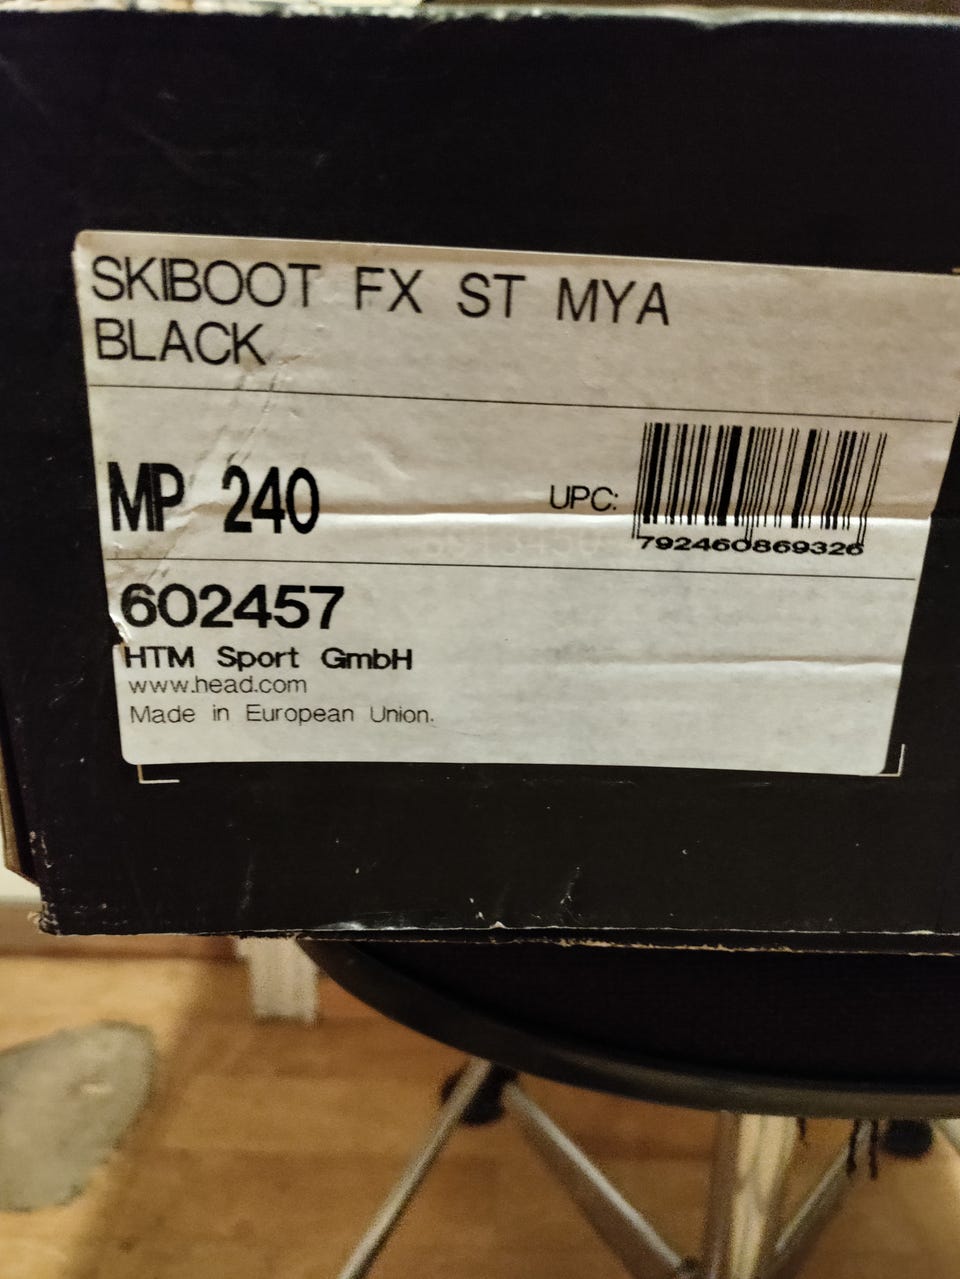 SKIBOOT FX ST MYA
BLACK
MP 240
UPC:
792460869326
602457
HTM Sport GmbH
www.head.com
Made in European Union.